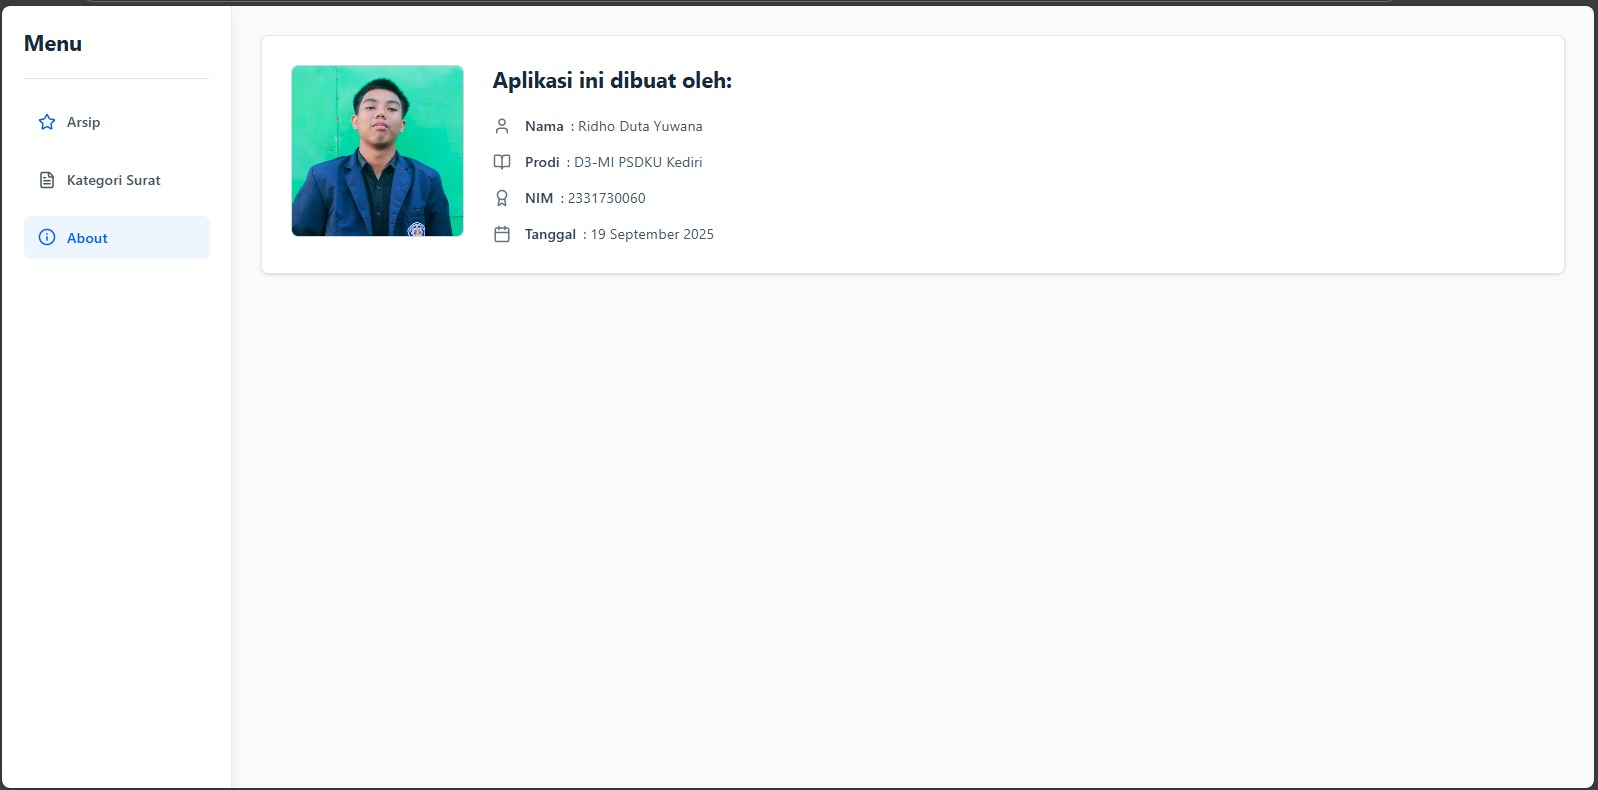 Menu
Arsip
Kategori Surat
About
Aplikasi ini dibuat oleh:
Nama : Ridho Duta Yuwana
Prodi : D3-MI PSDKU Kediri
NIM : 2331730060
Tanggal : 19 September 2025